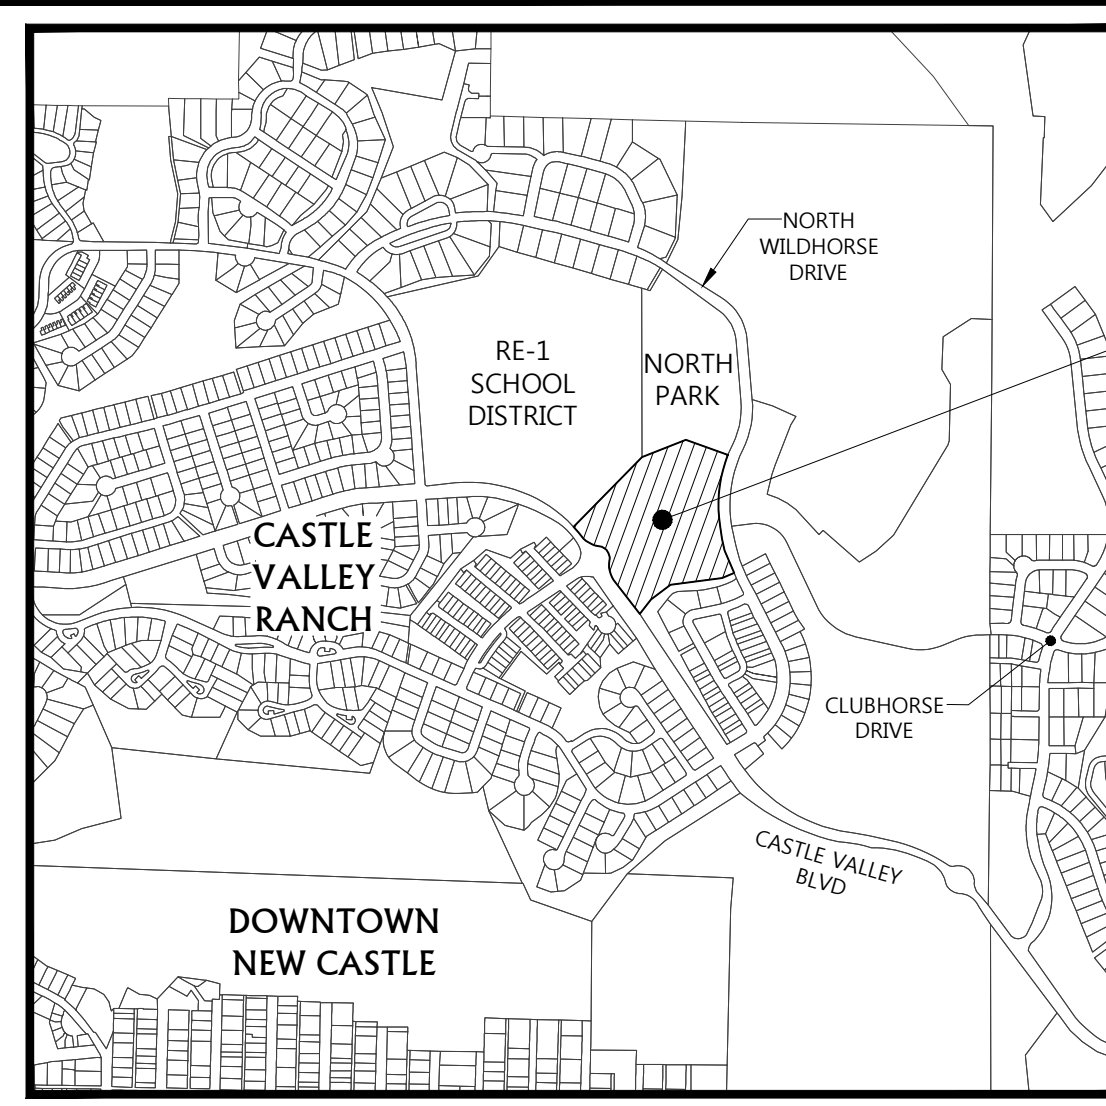 NORTH
WILDHORSE
DRIVE
RE-1
SCHOOL
DISTRICT
NORTH
PARK
CASTLE
VALLEY
RANCH
CLUBHORSE
DRIVE
CASTLE VALLEY
BLVD
DOWNTOWN
NEW CASTLE